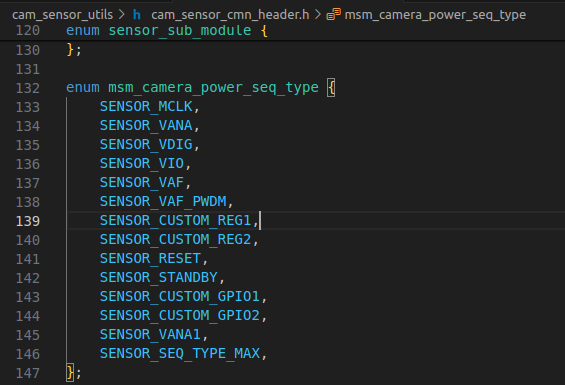 cam_sensor_utils > h cam_sensor_cmn_header.h > msm_camera_power_seq_type
120 enum sensor_sub_module {
130 };
131
132 enum msm_camera_power_seq_type {
133 SENSOR_MCLK,
134 SENSOR_VANA,
135 SENSOR_VDIG,
136 SENSOR_VIO,
137 SENSOR_VAF,
138 SENSOR_VAF_PWDM,
139 SENSOR_CUSTOM_REG1,
140 SENSOR_CUSTOM_REG2,
141 SENSOR_RESET,
142 SENSOR_STANDBY,
143 SENSOR_CUSTOM_GPIO1,
144 SENSOR_CUSTOM_GPIO2,
145 SENSOR_VANA1,
146 SENSOR_SEQ_TYPE_MAX,
147 };